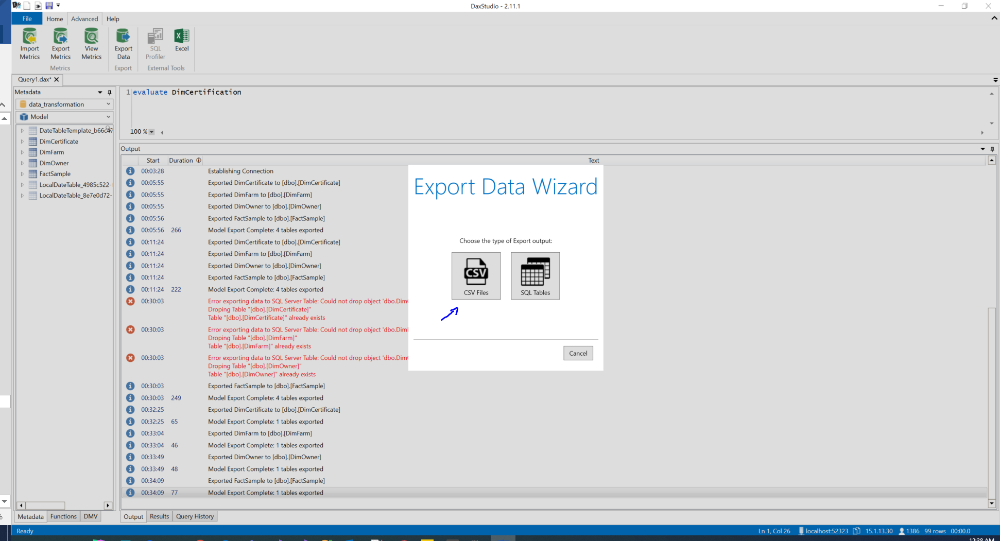 DaxStudio - 2.11.1
File Home Advanced Help
Import Metrics
Export Metrics
View Metrics
Export Data
SQL Profiler
Excel
Metrics Export External Tools
Query1.dax*
Metadata
data_transformation
Model
DateTableTemplate_b66c47
DimCertificate
DimFarm
DimOwner
FactSample
LocalDateTable_4985c522-
LocalDateTable_8e7e0d72-
Metadata Functions DMV
1 evaluate DimCertification
100 %
Output
Start Duration Text
00:03:28 Establishing Connection
00:05:55 Exported DimCertificate to [dbo].[DimCertificate]
00:05:55 Exported DimFarm to [dbo].[DimFarm]
00:05:55 Exported DimOwner to [dbo].[DimOwner]
00:05:56 Exported FactSample to [dbo].[FactSample]
00:05:56 266 Model Export Complete: 4 tables exported
00:11:24 Exported DimCertificate to [dbo].[DimCertificate]
00:11:24 Exported DimFarm to [dbo].[DimFarm]
00:11:24 Exported DimOwner to [dbo].[DimOwner]
00:11:24 Exported FactSample to [dbo].[FactSample]
00:11:24 222 Model Export Complete: 4 tables exported
00:30:03 Error exporting data to SQL Server Table: Could not drop object 'dbo.Dim
Droping Table "[dbo].[DimCertificate]"
Table "[dbo].[DimCertificate]" already exists
00:30:03 Error exporting data to SQL Server Table: Could not drop object 'dbo.Dim
Droping Table "[dbo].[DimFarm]"
Table "[dbo].[DimFarm]" already exists
00:30:03 Error exporting data to SQL Server Table: Could not drop object 'dbo.Dim
Droping Table "[dbo].[DimOwner]"
Table "[dbo].[DimOwner]" already exists
00:30:03 Exported FactSample to [dbo].[FactSample]
00:30:03 249 Model Export Complete: 4 tables exported
00:32:25 Exported DimCertificate to [dbo].[DimCertificate]
00:32:25 65 Model Export Complete: 1 tables exported
00:33:04 Exported DimFarm to [dbo].[DimFarm]
00:33:04 46 Model Export Complete: 1 tables exported
00:33:49 Exported DimOwner to [dbo].[DimOwner]
00:33:49 48 Model Export Complete: 1 tables exported
00:34:09 Exported FactSample to [dbo].[FactSample]
00:34:09 77 Model Export Complete: 1 tables exported
Output Results Query History
Export Data Wizard
Choose the type of Export output:
CSV
CSV Files SQL Tables
Cancel
Ready Ln 1, Col 26 localhost:52323 15.1.13.30 1386 99 rows 00:00.0
12:38 AM